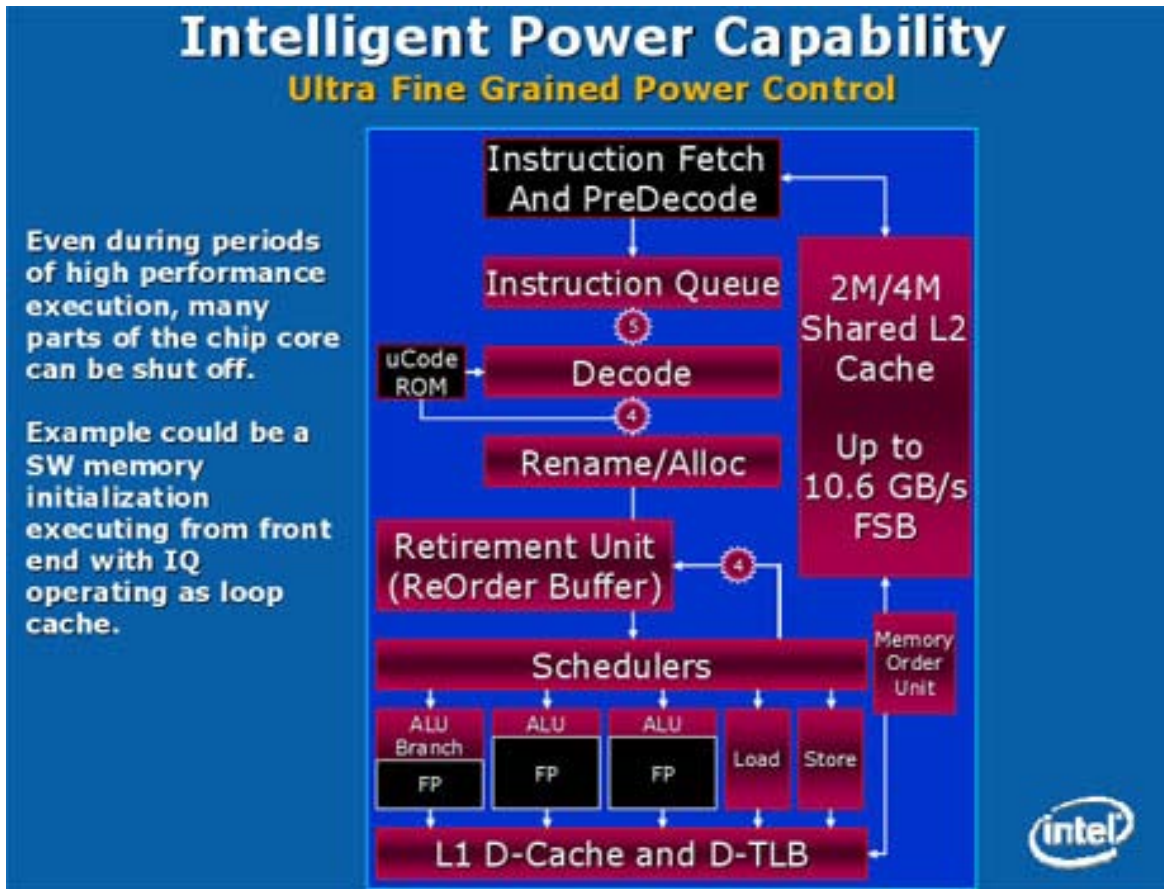 Intelligent Power Capability
Ultra Fine Grained Power Control
Even during periods
of high performance
execution, many
parts of the chip core
can be shut off.
Example could be a
SW memory
initialization
executing from front
end with IQ
operating as loop
cache.
Instruction Fetch
And PreDecode
Instruction Queue
5
uCode
ROM
Decode
4
Rename/Alloc
Retirement Unit
(ReOrder Buffer)
4
Schedulers
ALU
Branch
FP
ALU
FP
ALU
FP
Load
Store
L1 D-Cache and D-TLB
2M/4M
Shared L2
Cache
Up to
10.6 GB/s
FSB
Memory
Order
Unit
intel